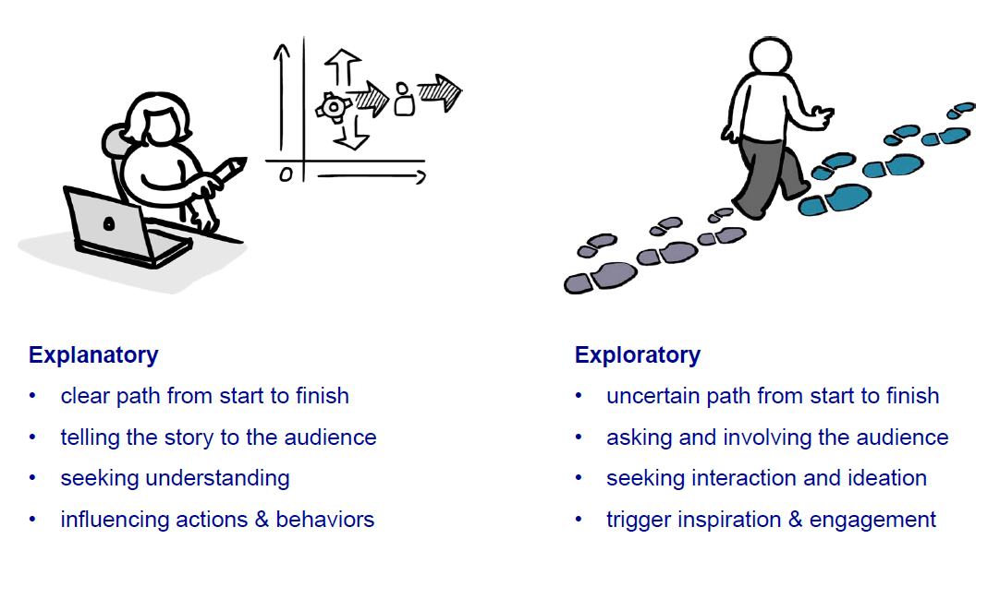 0
Explanatory
• clear path from start to finish
• telling the story to the audience
• seeking understanding
• influencing actions & behaviors
Exploratory
• uncertain path from start to finish
• asking and involving the audience
• seeking interaction and ideation
• trigger inspiration & engagement